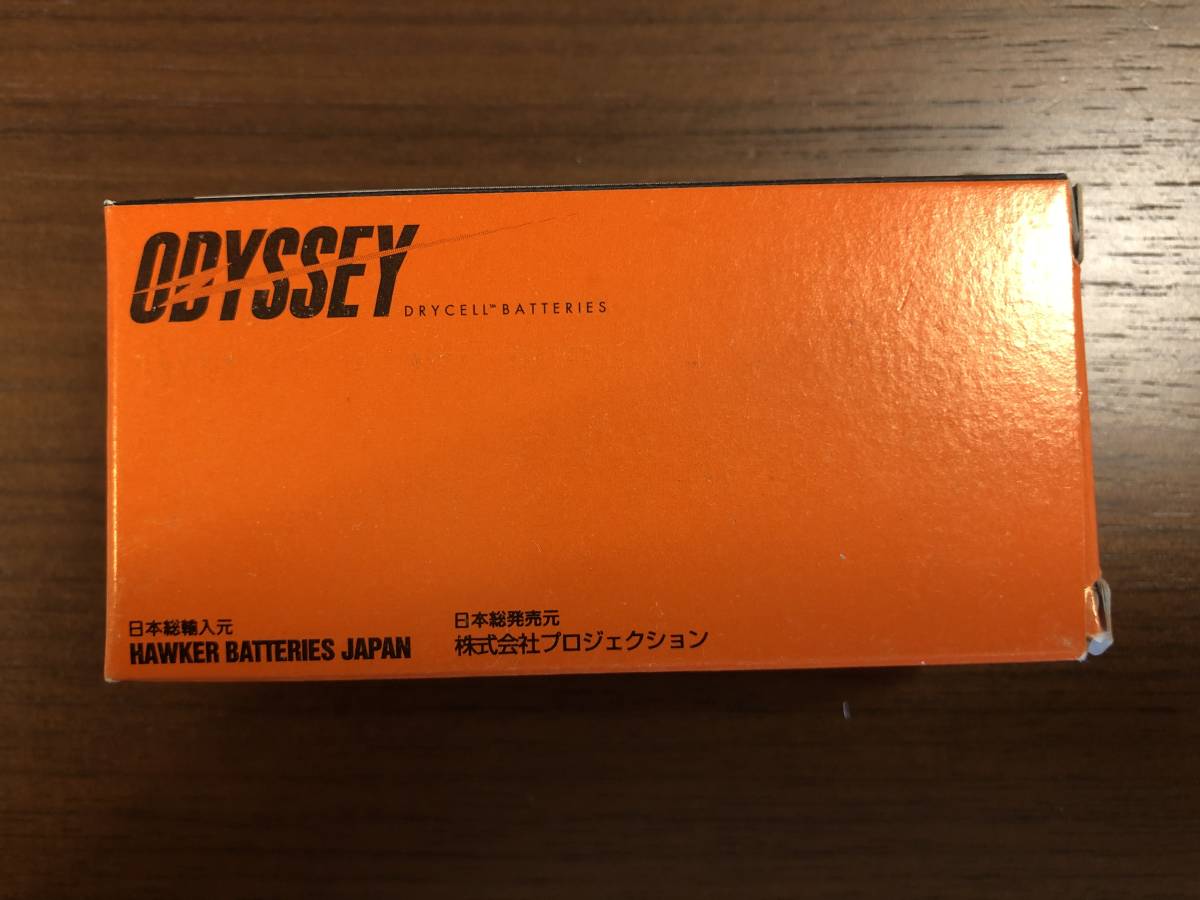 ODYSSEY
DRYCELL™ BATTERIES
日本総輸入元
HAWKER BATTERIES JAPAN
日本総発売元
株式会社プロジェクション